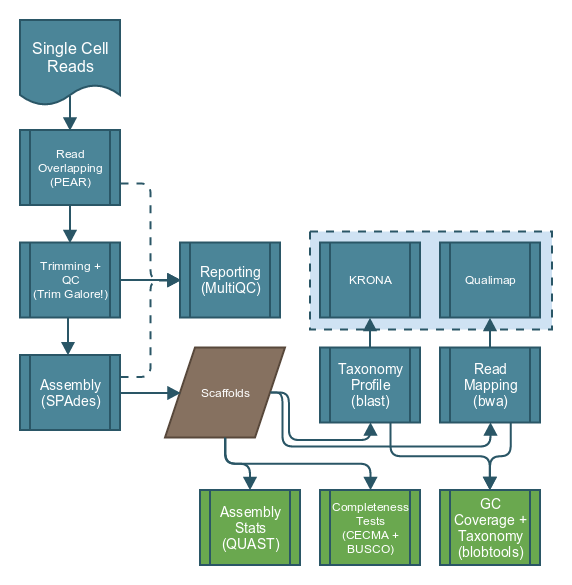 Single Cell
Reads
Read
Overlapping
(PEAR)
Trimming +
QC
(Trim Galore!)
Reporting
(MultiQC)
KRONA
Qualimap
Assembly
(SPAdes)
Scaffolds
Taxonomy
Profile
(blast)
Read
Mapping
(bwa)
Assembly
Stats
(QUAST)
Completeness
Tests
(CECMA +
BUSCO)
GC
Coverage +
Taxonomy
(blobtools)